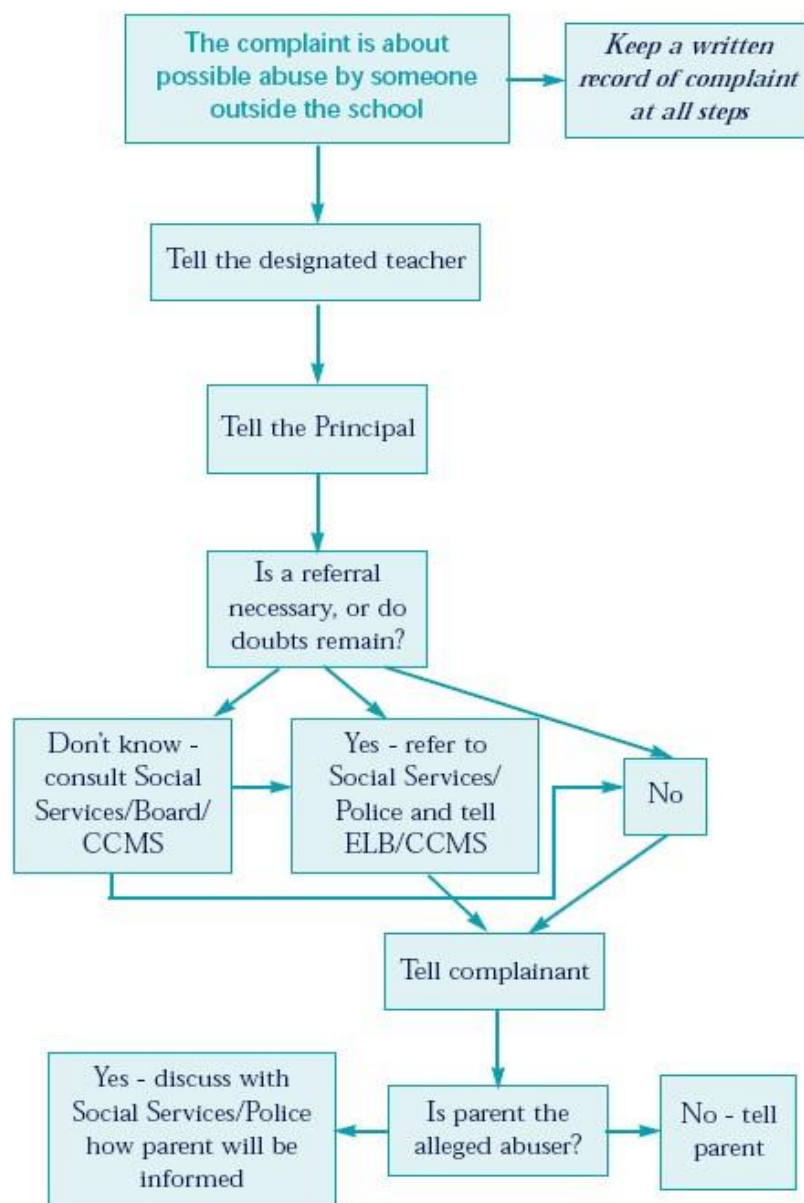 The complaint is about
possible abuse by someone
outside the school
Keep a written
record of complaint
at all steps
Tell the designated teacher
Tell the Principal
Is a referral
necessary, or do
doubts remain?
Don't know -
consult Social
Services/Board/
CCMS
Yes - refer to
Social Services/
Police and tell
ELB/CCMS
No
Tell complainant
Yes - discuss with
Social Services/Police
how parent will be
informed
Is parent the
alleged abuser?
No - tell
parent